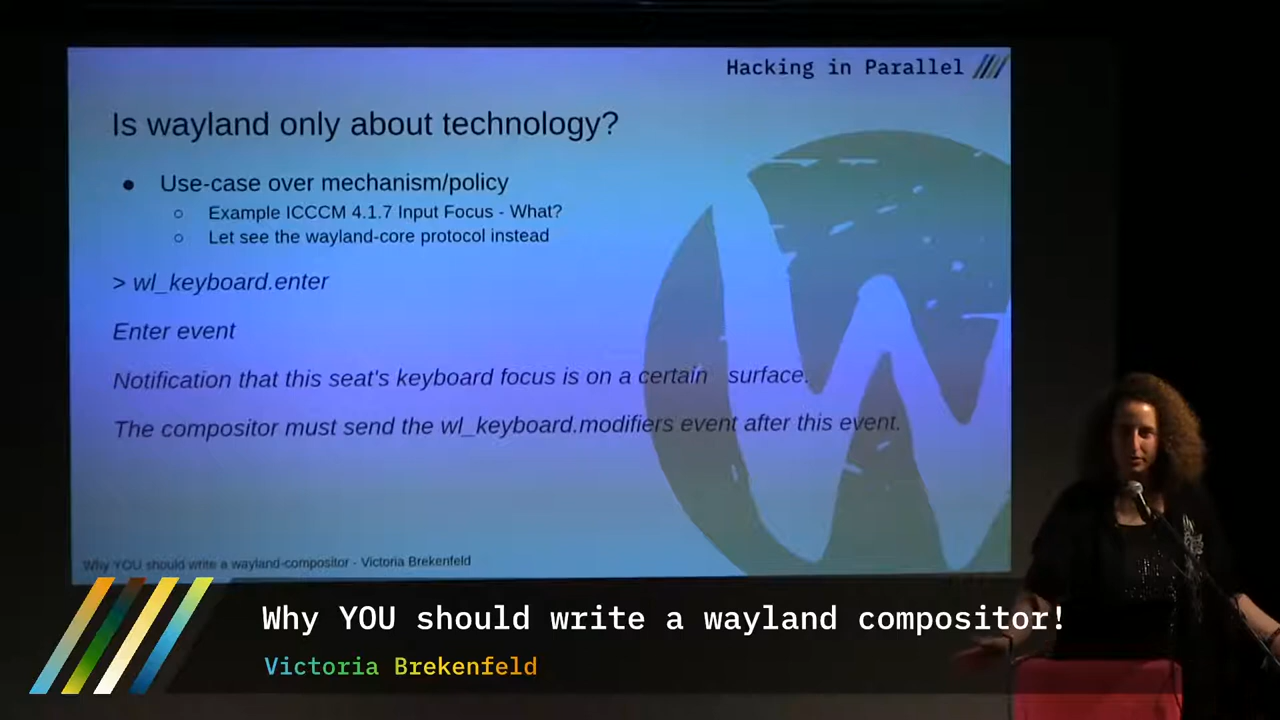 Hacking in Parallel
Is wayland only about technology?
● Use-case over mechanism/policy
○ Example ICCCM 4.1.7 Input Focus - What?
○ Let see the wayland-core protocol instead
> wl_keyboard.enter
Enter event
Notification that this seat's keyboard focus is on a certain surface.
The compositor must send the wl_keyboard.modifiers event after this event.
Why YOU should write a wayland-compositor - Victoria Brekenfeld
Why YOU should write a wayland compositor!
Victoria Brekenfeld